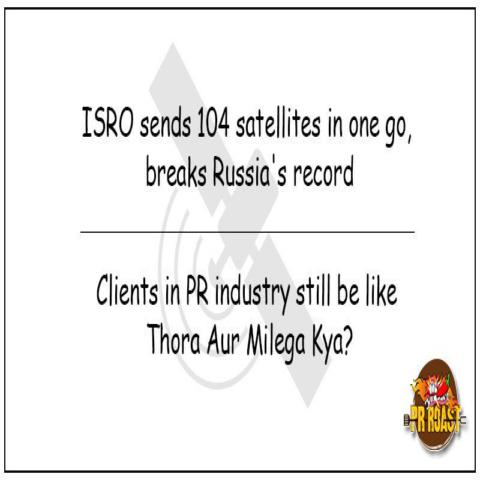 ISRO sends 104 satellites in one go,
breaks Russia's record
Clients in PR industry still be like
Thora Aur Milega Kya?
PR ROAST